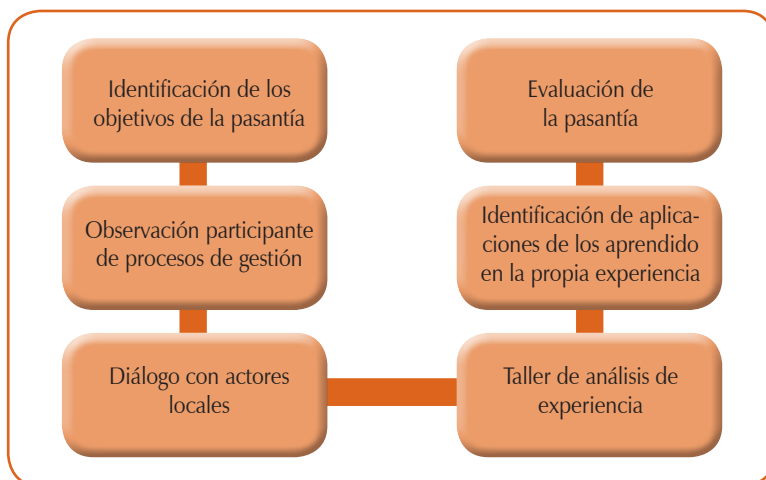 Identificación de los
objetivos de la pasantía
Observación participante
de procesos de gestión
Diálogo con actores
locales
Taller de análisis de
experiencia
Identificación de aplica-
ciones de los aprendido
en la propia experiencia
Evaluación de
la pasantía